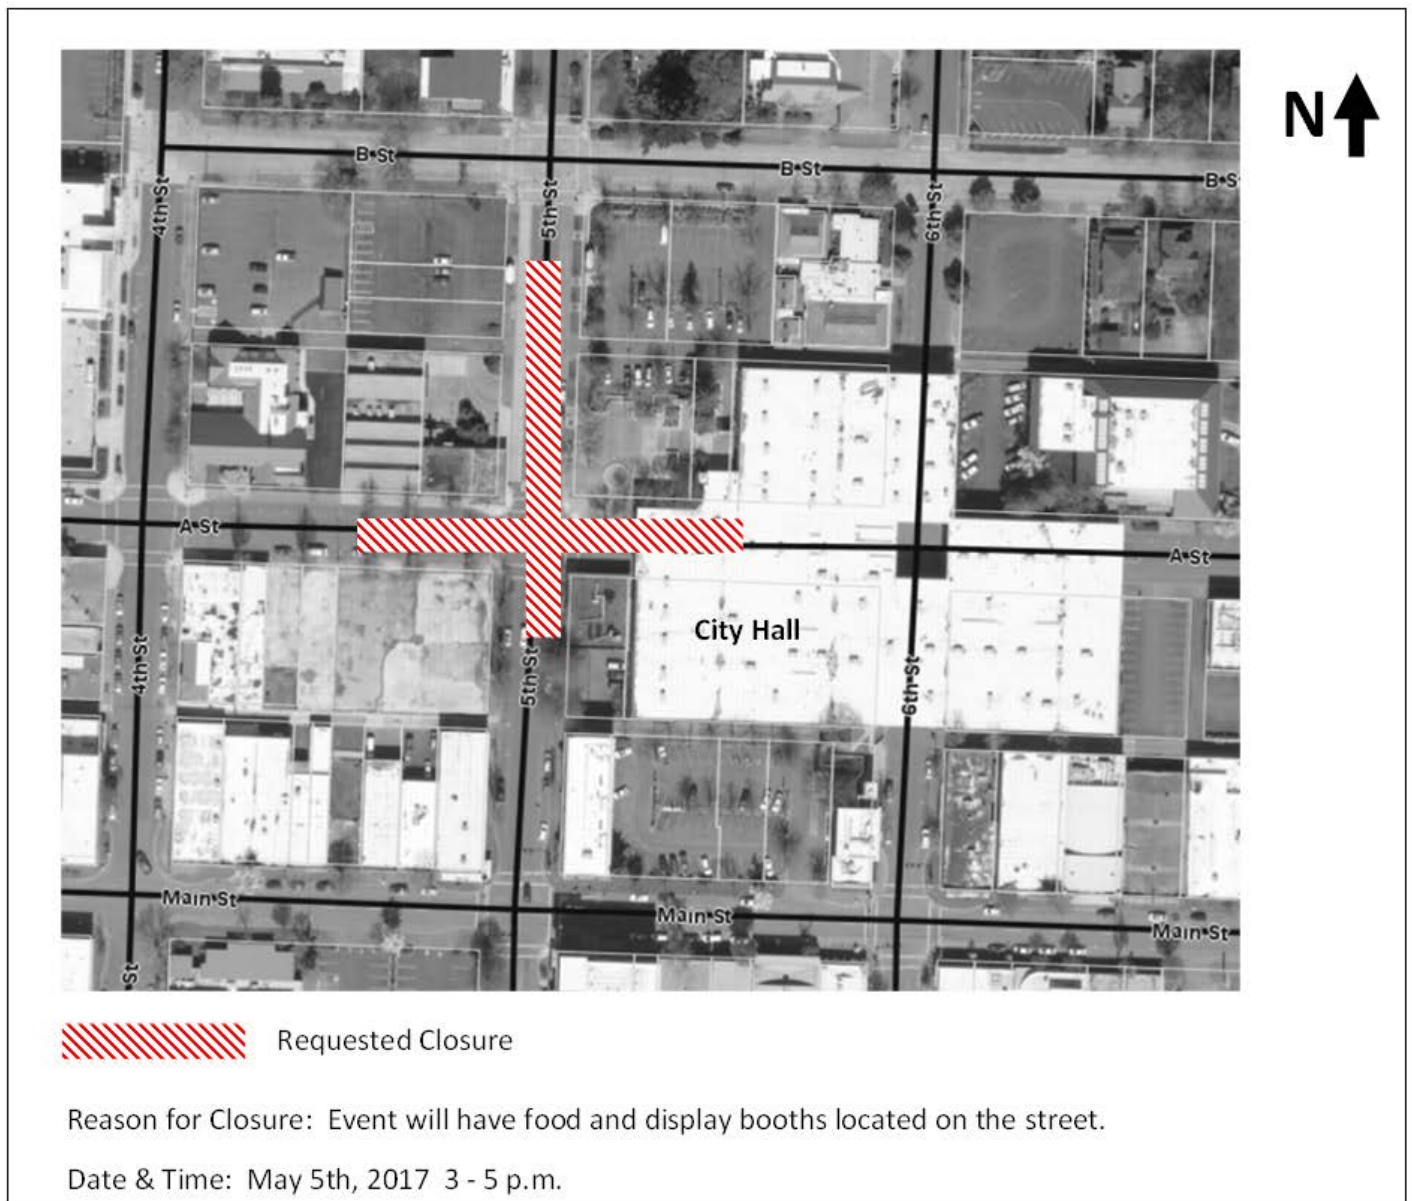 N
B St
B St
B S
4th St
5th St
6th St
A St
A St
City Hall
4th St
5th St
6th St
Main St
Main St
Main St
St
Requested Closure
Reason for Closure: Event will have food and display booths located on the street.
Date & Time: May 5th, 2017 3 - 5 p.m.